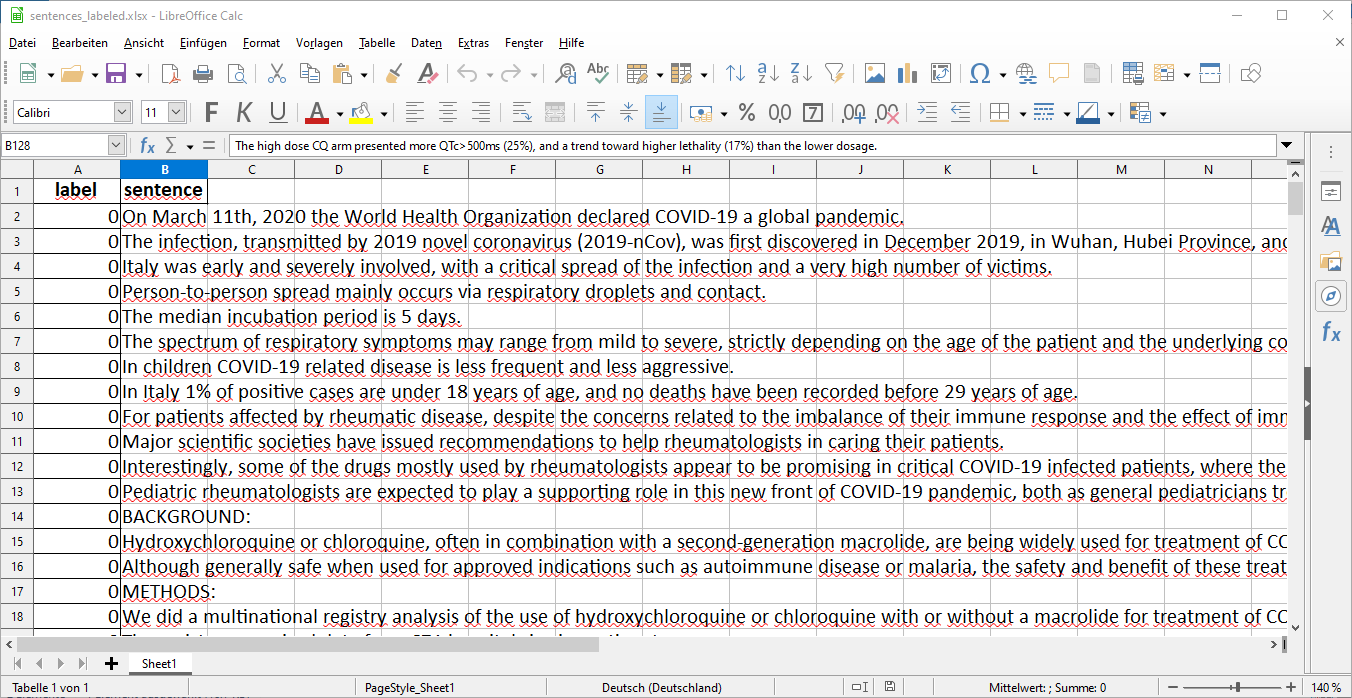 sentences_labeled.xlsx - LibreOffice Calc
Datei Bearbeiten Ansicht Einfügen Format Vorlagen Tabelle Daten Extras Fenster Hilfe
Abc
Calibri 11 F K U A % 0,0 7 ,00 0,0
B128 fx Σ = The high dose CQ arm presented more QTc>500ms (25%), and a trend toward higher lethality (17%) than the lower dosage.
A B C D E F G H I J K L M N
1 label sentence
2 0 On March 11th, 2020 the World Health Organization declared COVID-19 a global pandemic.
3 0 The infection, transmitted by 2019 novel coronavirus (2019-nCov), was first discovered in December 2019, in Wuhan, Hubei Province, and
4 0 Italy was early and severely involved, with a critical spread of the infection and a very high number of victims.
5 0 Person-to-person spread mainly occurs via respiratory droplets and contact.
6 0 The median incubation period is 5 days.
7 0 The spectrum of respiratory symptoms may range from mild to severe, strictly depending on the age of the patient and the underlying co
8 0 In children COVID-19 related disease is less frequent and less aggressive.
9 0 In Italy 1% of positive cases are under 18 years of age, and no deaths have been recorded before 29 years of age.
10 0 For patients affected by rheumatic disease, despite the concerns related to the imbalance of their immune response and the effect of imm
11 0 Major scientific societies have issued recommendations to help rheumatologists in caring their patients.
12 0 Interestingly, some of the drugs mostly used by rheumatologists appear to be promising in critical COVID-19 infected patients, where the
13 0 Pediatric rheumatologists are expected to play a supporting role in this new front of COVID-19 pandemic, both as general pediatricians tr
14 0 BACKGROUND:
15 0 Hydroxychloroquine or chloroquine, often in combination with a second-generation macrolide, are being widely used for treatment of CO
16 0 Although generally safe when used for approved indications such as autoimmune disease or malaria, the safety and benefit of these treat
17 0 METHODS:
18 0 We did a multinational registry analysis of the use of hydroxychloroquine or chloroquine with or without a macrolide for treatment of CO
Sheet1
Tabelle 1 von 1 PageStyle_Sheet1 Deutsch (Deutschland) Mittelwert: ; Summe: 0 140 %